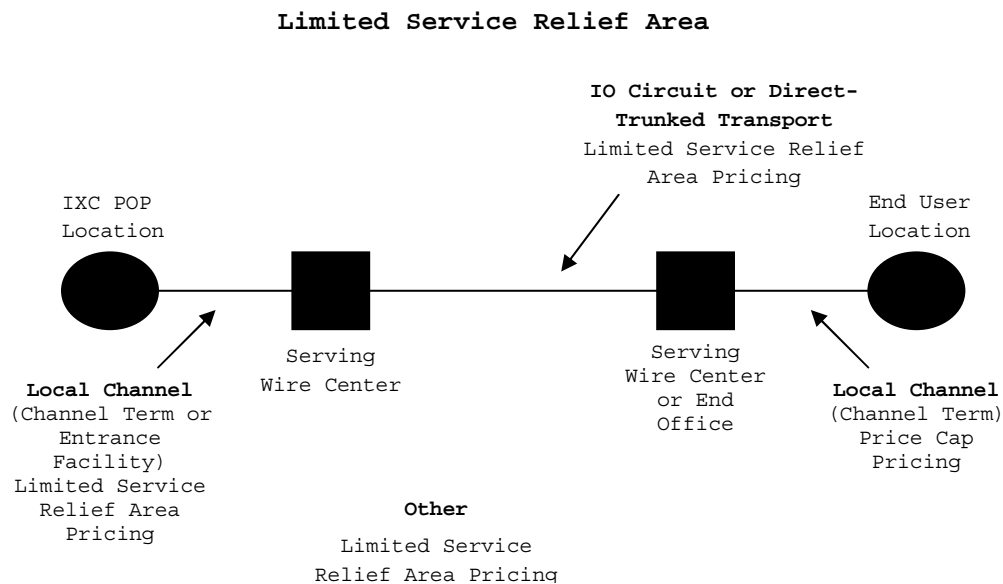 Limited Service Relief Area
IO Circuit or Direct-
Trunked Transport
Limited Service Relief
Area Pricing
IXC POP
Location
End User
Location
Serving
Wire Center
Serving
Wire Center
or End
Office
Local Channel
(Channel Term or
Entrance
Facility)
Limited Service
Relief Area
Pricing
Local Channel
(Channel Term)
Price Cap
Pricing
Other
Limited Service
Relief Area Pricing